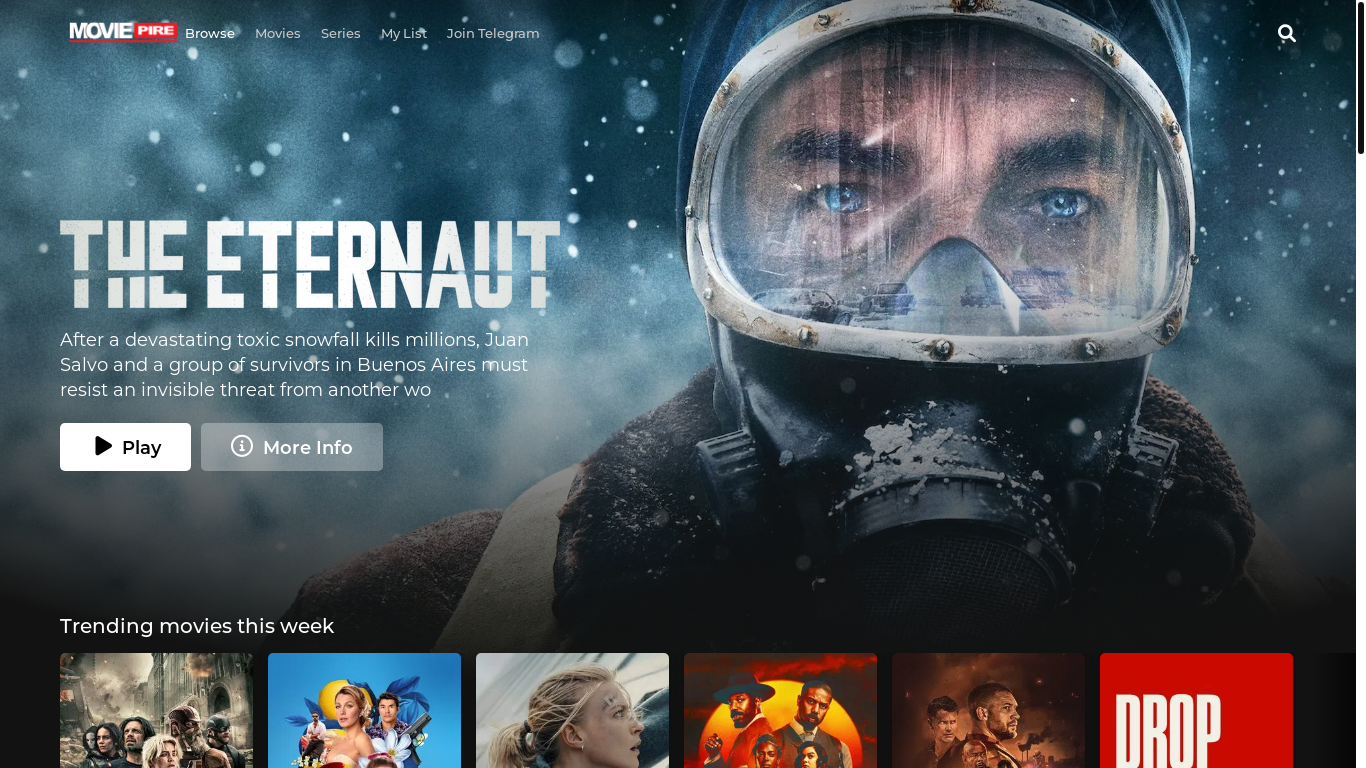 MOVIE PIRE Browse Movies Series My List Join Telegram
THE ETERNAUT
After a devastating toxic snowfall kills millions, Juan
Salvo and a group of survivors in Buenos Aires must
resist an invisible threat from another wo
Play More Info
Trending movies this week
DROP